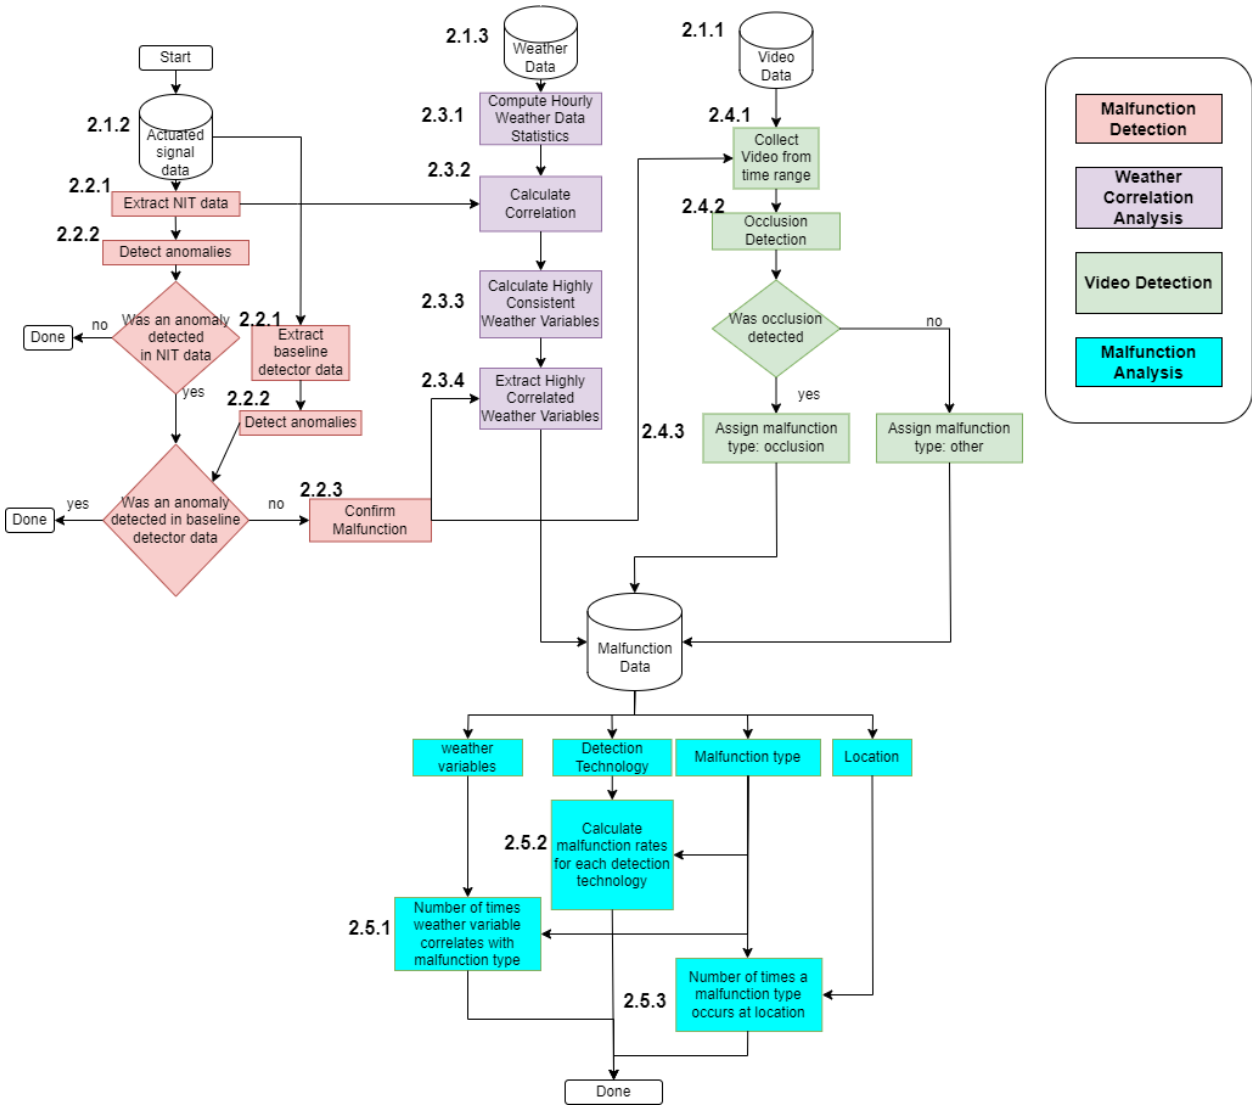 Start
2.1.2
Actuated
signal
data
2.2.1
Extract NIT data
2.2.2
Detect anomalies
no
Done
Was an anomaly
detected
in NIT data
yes
2.2.1
Extract
baseline
detector data
2.2.2
Detect anomalies
yes
Done
Was an anomaly
detected in baseline
detector data
no
2.2.3
Confirm
Malfunction
2.1.3
Weather
Data
2.3.1
Compute Hourly
Weather Data
Statistics
2.3.2
Calculate
Correlation
2.3.3
Calculate Highly
Consistent
Weather Variables
2.3.4
Extract Highly
Correlated
Weather Variables
2.1.1
Video
Data
2.4.1
Collect
Video from
time range
2.4.2
Occlusion
Detection
Was occlusion
detected
no
yes
2.4.3
Assign malfunction
type: occlusion
Assign malfunction
type: other
Malfunction
Detection
Weather
Correlation
Analysis
Video Detection
Malfunction
Analysis
Malfunction
Data
weather
variables
Detection
Technology
Malfunction type
Location
2.5.2
Calculate
malfunction rates
for each detection
technology
2.5.1
Number of times
weather variable
correlates with
malfunction type
2.5.3
Number of times a
malfunction type
occurs at location
Done